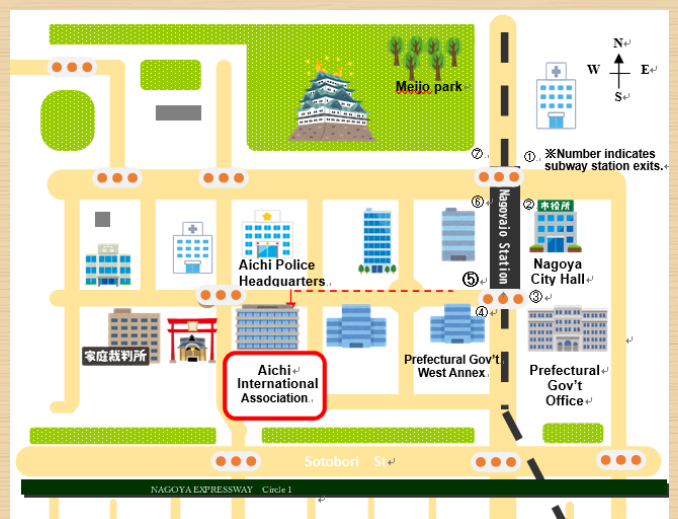 N
W E
S
Meijo park
⑦
①
※Number indicates
subway station exits.
⑥
②
市役所
Nagoyajo Station
Aichi Police
Headquarters
Nagoya
City Hall
⑤
④
③
家庭裁判所
Aichi
International
Association
Prefectural Gov't
West Annex
Prefectural
Gov't
Office
Sotobori St
NAGOYA EXPRESSWAY Circle 1